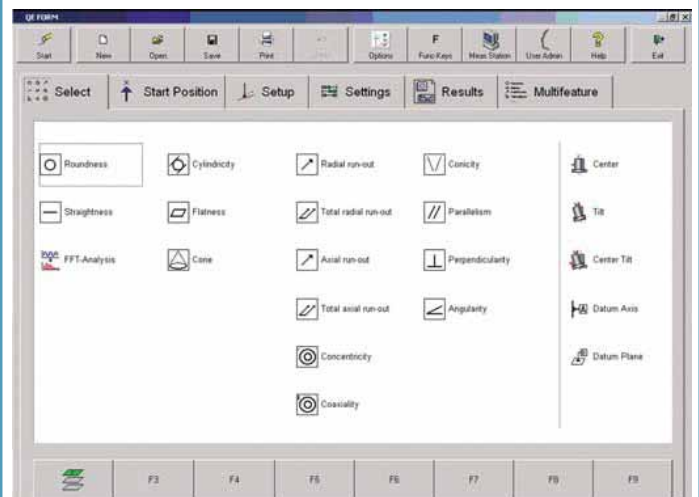 QE FORM
Start New Open Save Print Options Func Keys Meas Station User Admin Help Exit
Select Start Position Setup Settings Results Multifeature
Roundness Cylindricity Radial run-out Conicity Center
Straightness Flatness Total radial run-out Parallelism Tilt
FFT-Analysis Cone Axial run-out Perpendicularity Center Tilt
Total axial run-out Angularity Datum Axis
Concentricity Datum Plane
Coaxiality
F3 F4 F5 F6 F7 F8 F9